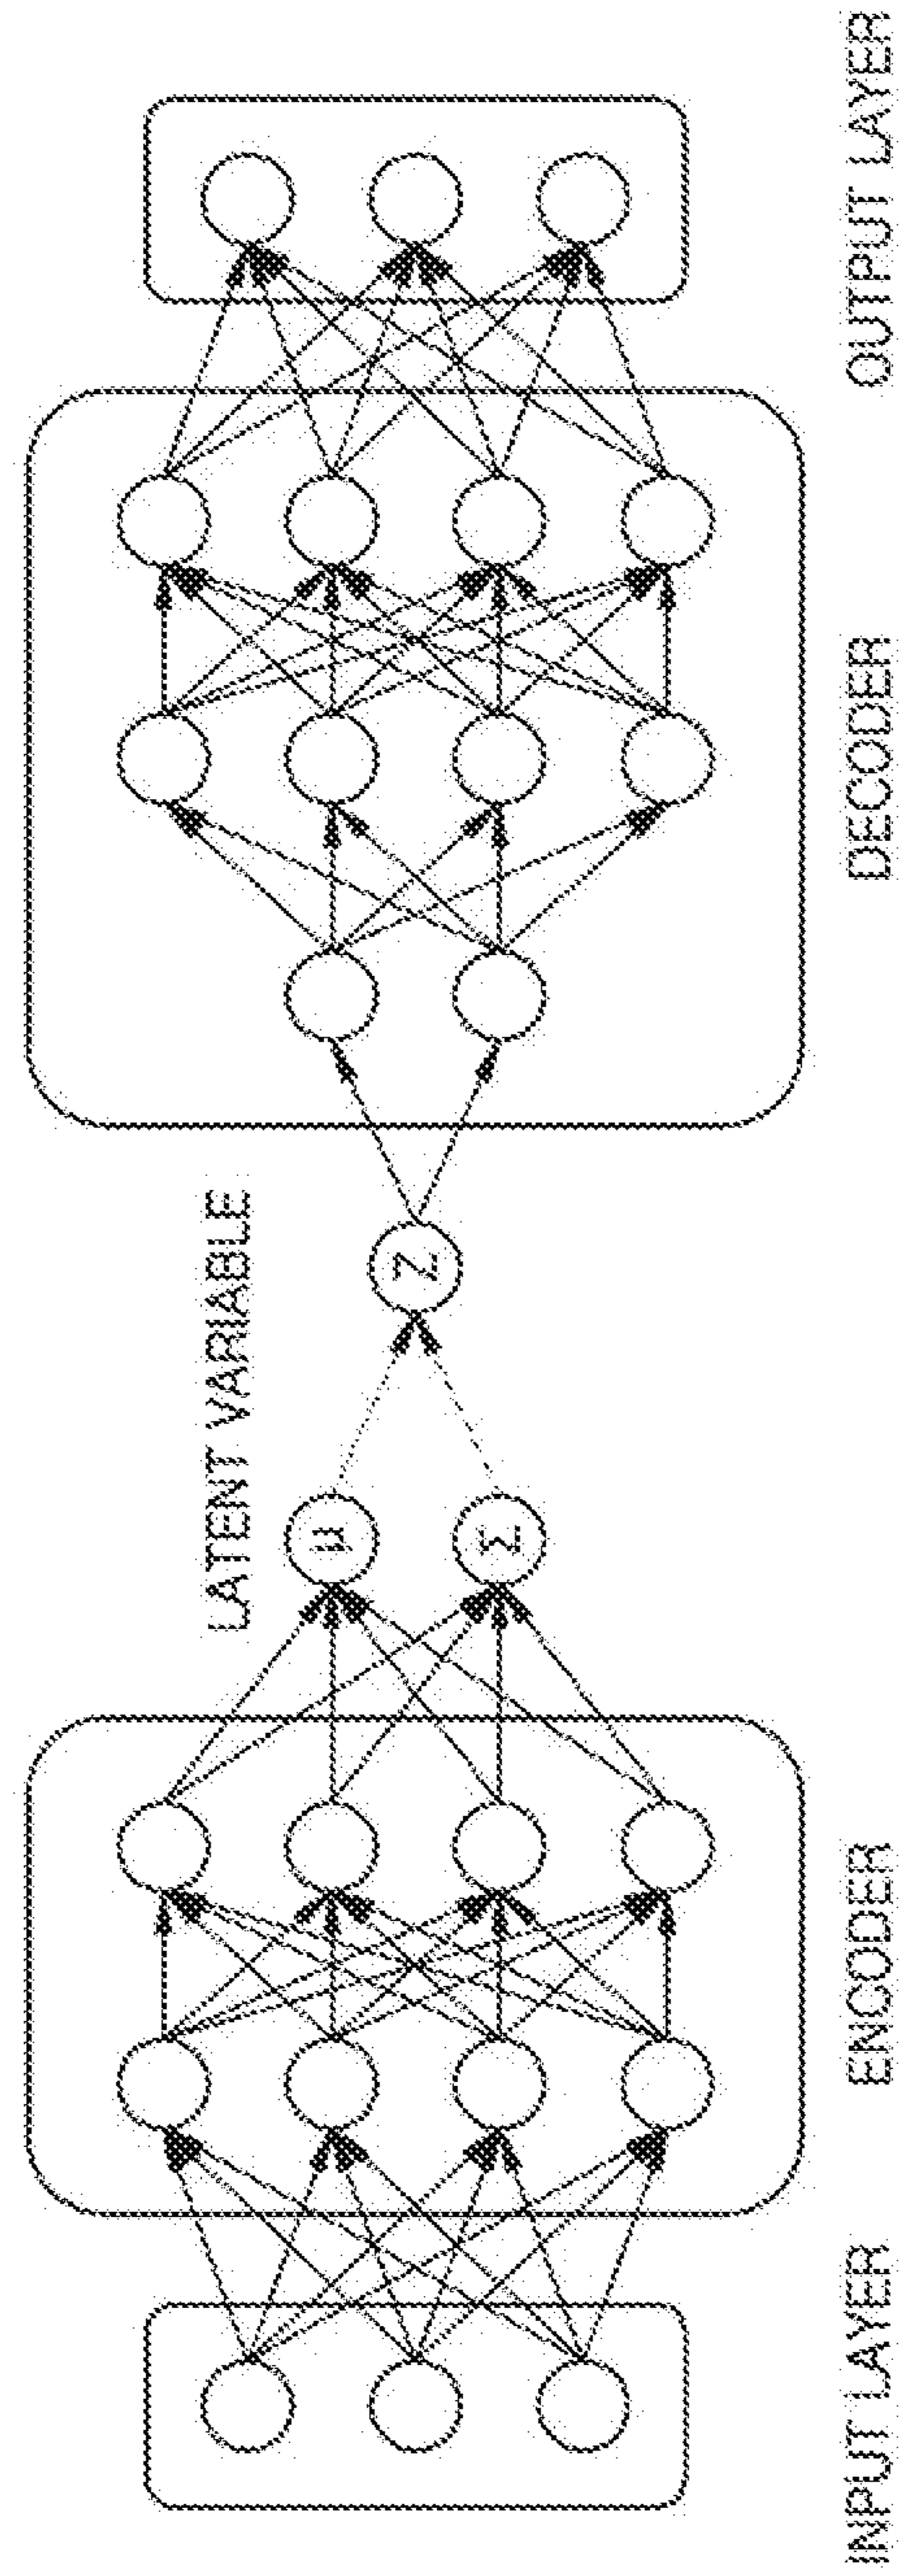 LATENT VARIABLE
μ
Σ
Z
INPUT LAYER
ENCODER
DECODER
OUTPUT LAYER